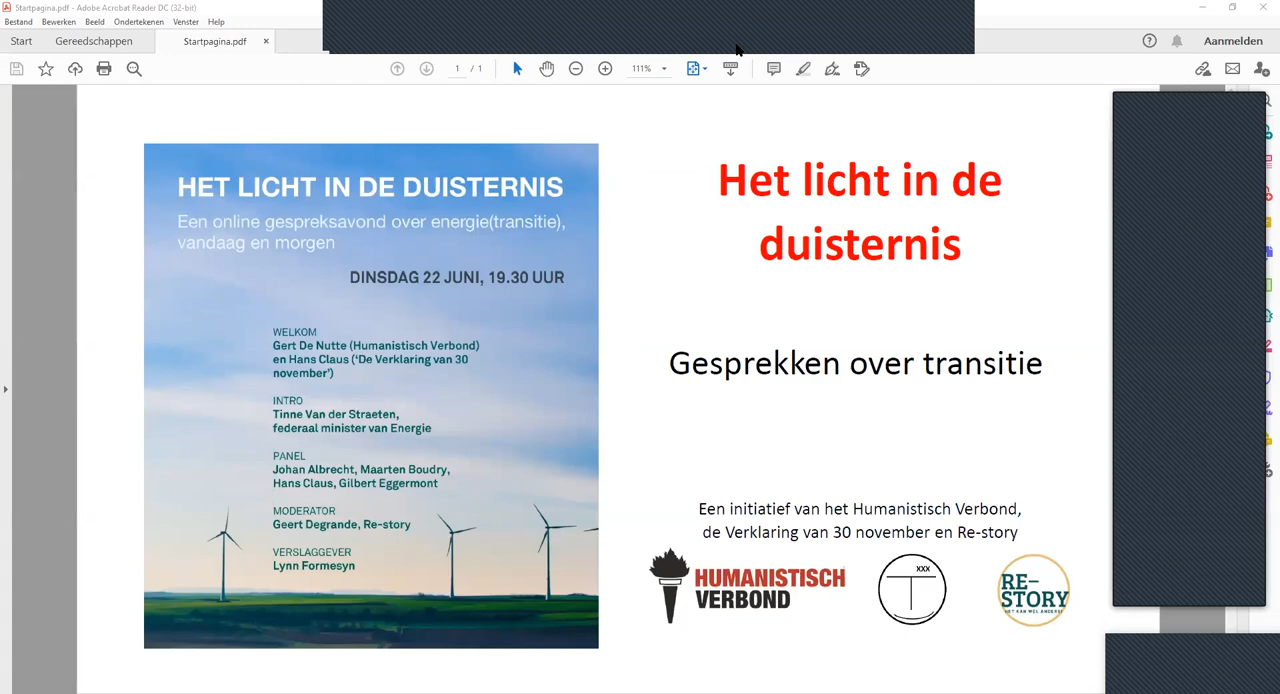 Startpagina.pdf - Adobe Acrobat Reader DC (32-bit)
Bestand Bewerken Beeld Ondertekenen Venster Help
Start Gereedschappen Startpagina.pdf × Aanmelden
1 / 1 111%
HET LICHT IN DE DUISTERNIS
Een online gespreksavond over energie(transitie),
vandaag en morgen
DINSDAG 22 JUNI, 19.30 UUR
WELKOM
Gert De Nutte (Humanistisch Verbond)
en Hans Claus (‘De Verklaring van 30
november’)
INTRO
Tinne Van der Straeten,
federaal minister van Energie
PANEL
Johan Albrecht, Maarten Boudry,
Hans Claus, Gilbert Eggermont
MODERATOR
Geert Degrande, Re-story
VERSLAGGEVER
Lynn Formesyn
Het licht in de
duisternis
Gesprekken over transitie
Een initiatief van het Humanistisch Verbond,
de Verklaring van 30 november en Re-story
HUMANISTISCH
VERBOND
XXX
RE-
STORY
HET KAN WEL ANDERS